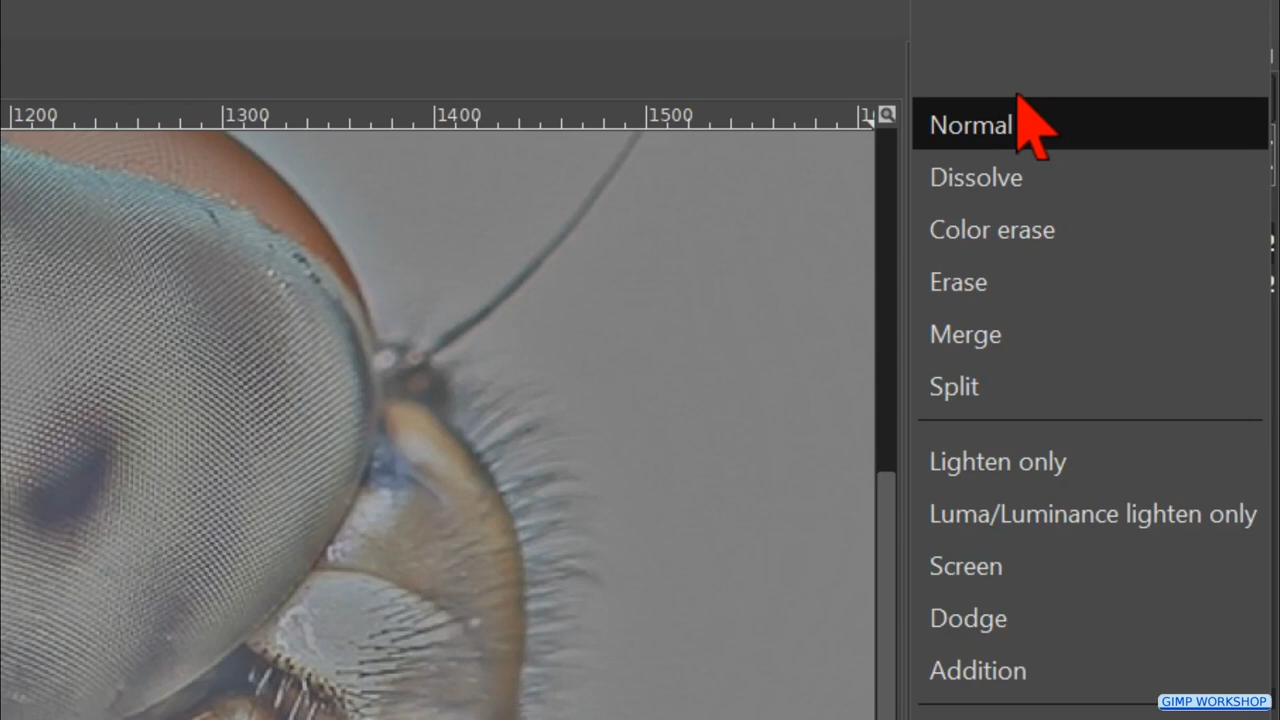 1200 1300 1400 1500
Normal
Dissolve
Color erase
Erase
Merge
Split
Lighten only
Luma/Luminance lighten only
Screen
Dodge
Addition
GIMP WORKSHOP